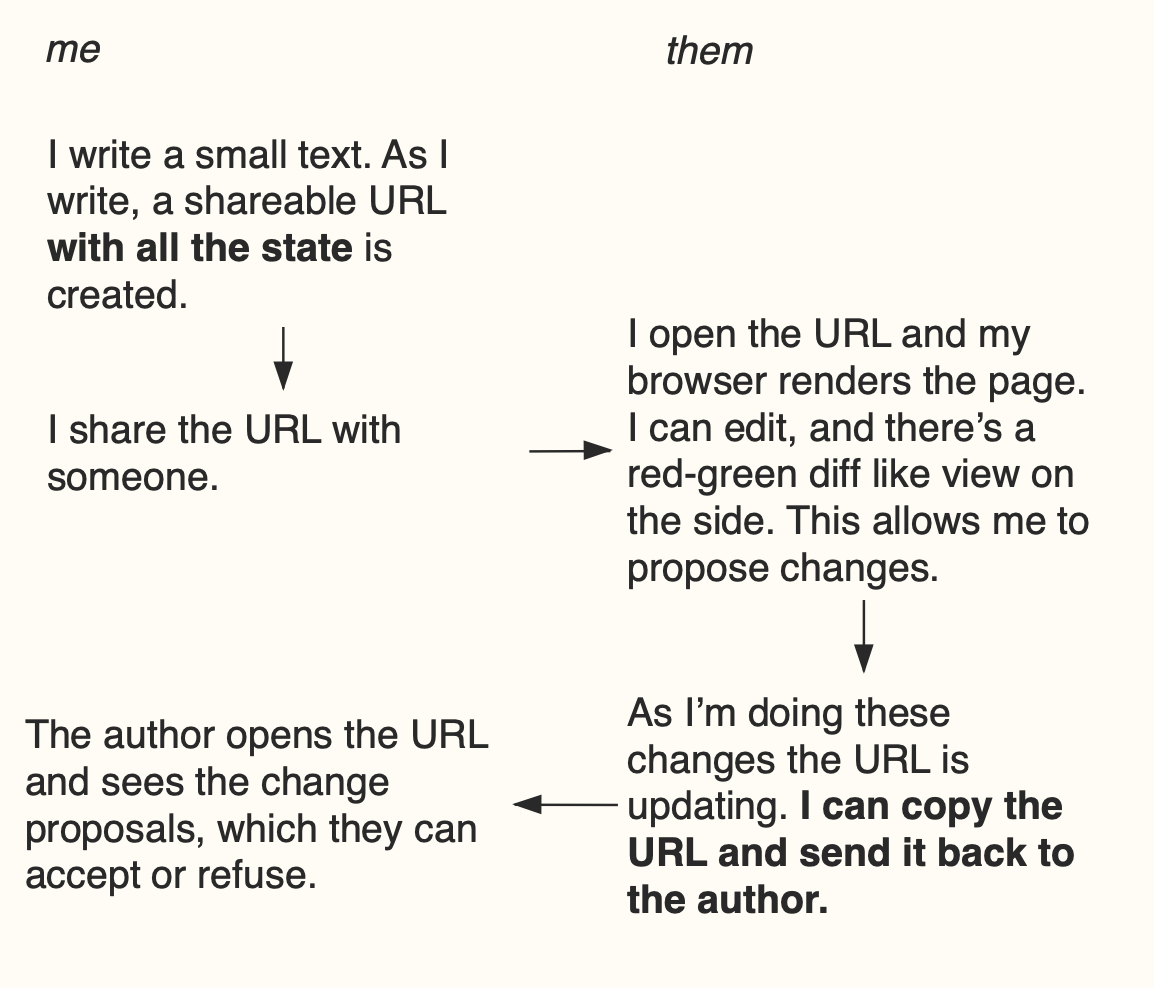 me
them
I write a small text. As I
write, a shareable URL
with all the state is
created.
I share the URL with
someone.
I open the URL and my
browser renders the page.
I can edit, and there’s a
red-green diff like view on
the side. This allows me to
propose changes.
As I’m doing these
changes the URL is
updating. I can copy the
URL and send it back to
the author.
The author opens the URL
and sees the change
proposals, which they can
accept or refuse.